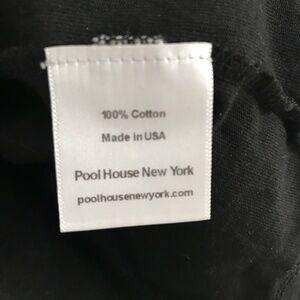 100% Cotton
Made in USA
Pool House New York
poolhousenewyork.com